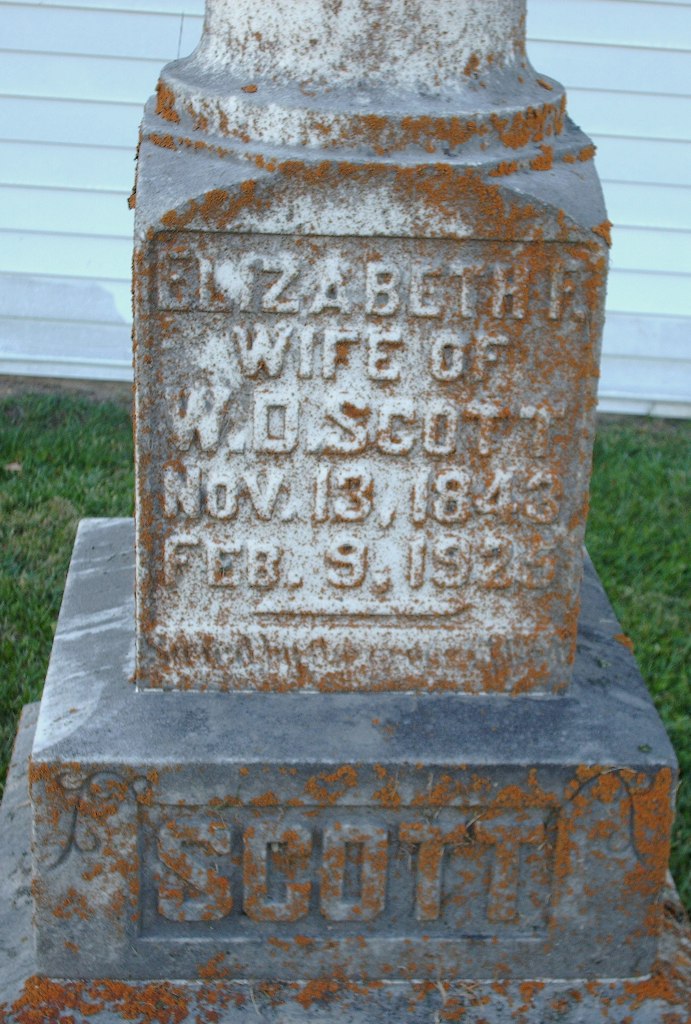 ELIZABETH F.
WIFE OF
W. D. SCOTT
NOV. 13, 1843
FEB. 9, 1925
SCOTT